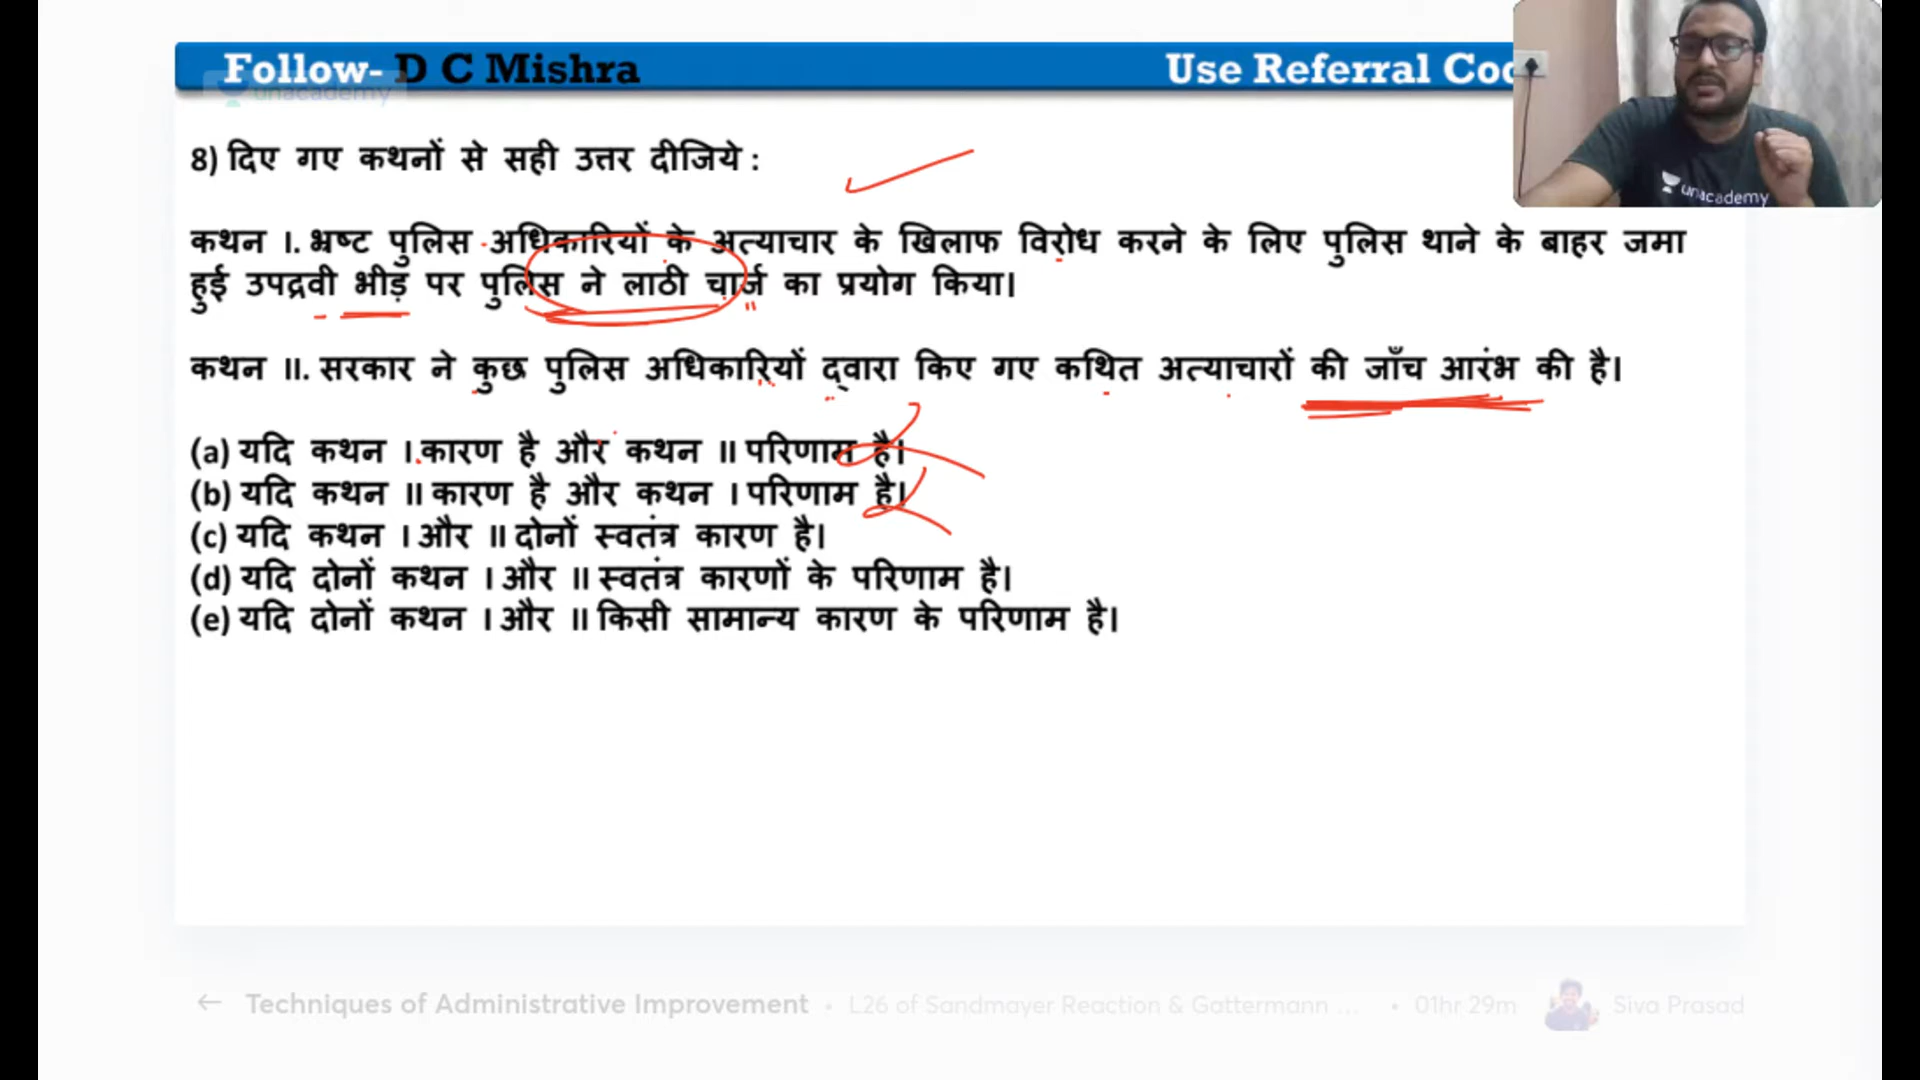 Follow- D C Mishra
Use Referral Cod
unacademy
unacademy
8) दिए गए कथनों से सही उत्तर दीजिये :
कथन I. भ्रष्ट पुलिस अधिकारियों के अत्याचार के खिलाफ विरोध करने के लिए पुलिस थाने के बाहर जमा
हुई उपद्रवी भीड़ पर पुलिस ने लाठी चार्ज का प्रयोग किया।
कथन II. सरकार ने कुछ पुलिस अधिकारियों द्वारा किए गए कथित अत्याचारों की जाँच आरंभ की है।
(a) यदि कथन I कारण है और कथन II परिणाम है।
(b) यदि कथन II कारण है और कथन I परिणाम है।
(c) यदि कथन I और II दोनों स्वतंत्र कारण है।
(d) यदि दोनों कथन I और II स्वतंत्र कारणों के परिणाम है।
(e) यदि दोनों कथन I और II किसी सामान्य कारण के परिणाम है।
← Techniques of Administrative Improvement • L26 of Sandmayer Reaction & Gattermann ... • 01hr 29m Siva Prasad